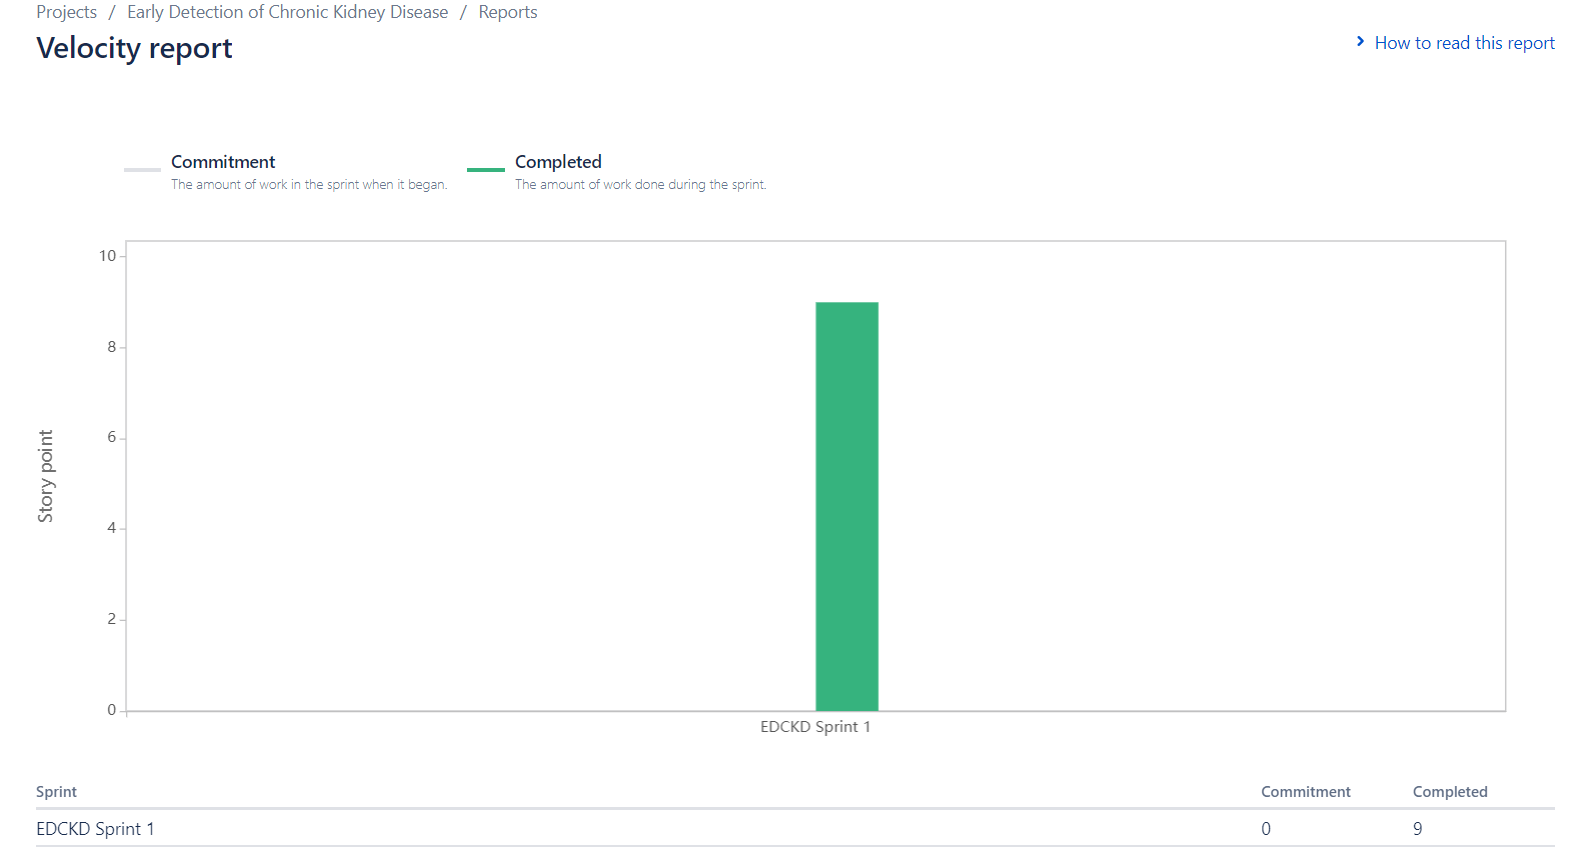 Projects / Early Detection of Chronic Kidney Disease / Reports
Velocity report
How to read this report
Commitment
The amount of work in the sprint when it began.
Completed
The amount of work done during the sprint.
10
8
6
4
2
0
Story point
EDCKD Sprint 1
Sprint Commitment Completed
EDCKD Sprint 1 0 9